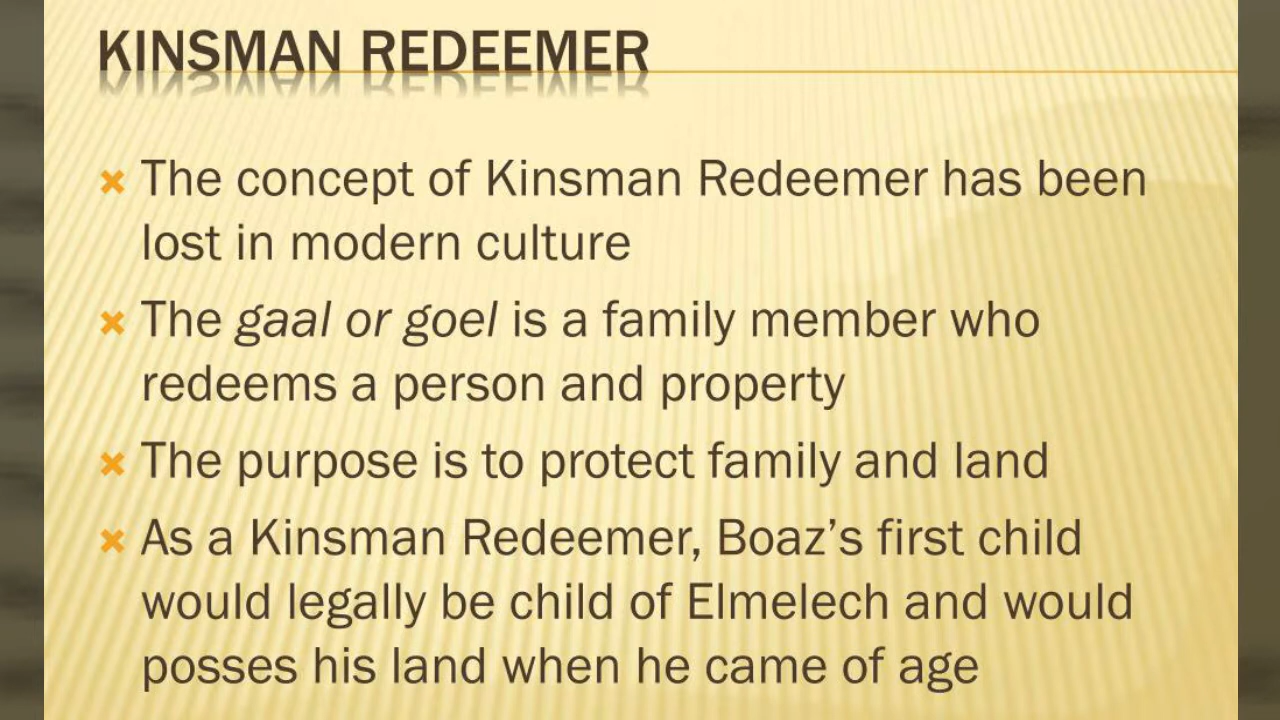 KINSMAN REDEEMER
The concept of Kinsman Redeemer has been
lost in modern culture
The gaal or goel is a family member who
redeems a person and property
The purpose is to protect family and land
As a Kinsman Redeemer, Boaz’s first child
would legally be child of Elmelech and would
posses his land when he came of age